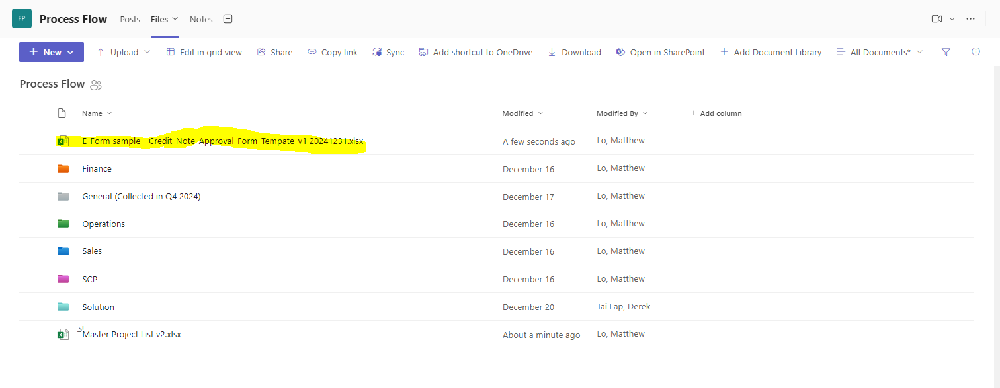 FP Process Flow Posts Files Notes
New Upload Edit in grid view Share Copy link Sync Add shortcut to OneDrive Download Open in SharePoint Add Document Library All Documents*
Process Flow
Name Modified Modified By Add column
E-Form sample - Credit_Note_Approval_Form_Tempate_v1 20241231.xlsx A few seconds ago Lo, Matthew
Finance December 16 Lo, Matthew
General (Collected in Q4 2024) December 17 Lo, Matthew
Operations December 16 Lo, Matthew
Sales December 16 Lo, Matthew
SCP December 16 Lo, Matthew
Solution December 20 Tai Lap, Derek
Master Project List v2.xlsx About a minute ago Lo, Matthew